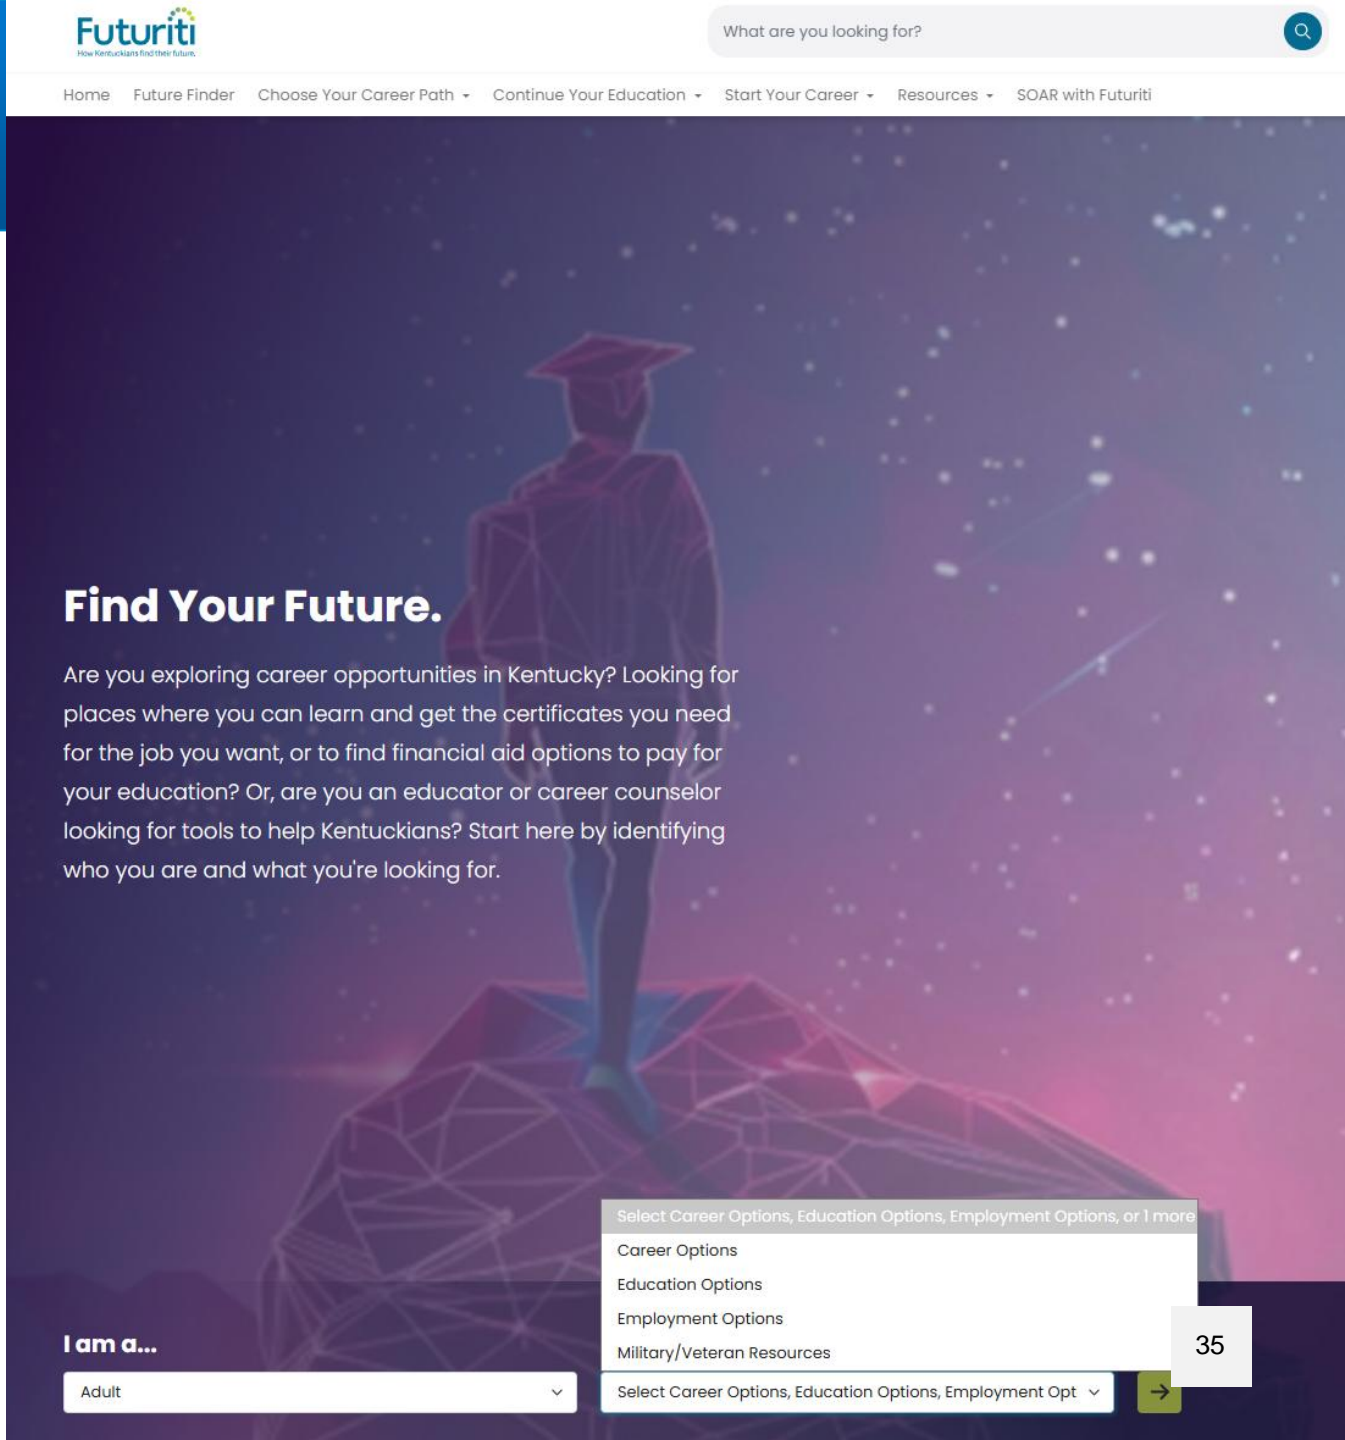 Futuriti
How Kentuckians find their future.
What are you looking for?
Home Future Finder Choose Your Career Path Continue Your Education Start Your Career Resources SOAR with Futuriti
Find Your Future.
Are you exploring career opportunities in Kentucky? Looking for
places where you can learn and get the certificates you need
for the job you want, or to find financial aid options to pay for
your education? Or, are you an educator or career counselor
looking for tools to help Kentuckians? Start here by identifying
who you are and what you're looking for.
Select Career Options, Education Options, Employment Options, or 1 more
Career Options
Education Options
Employment Options
Military/Veteran Resources
I am a...
35
Adult
Select Career Options, Education Options, Employment Opt